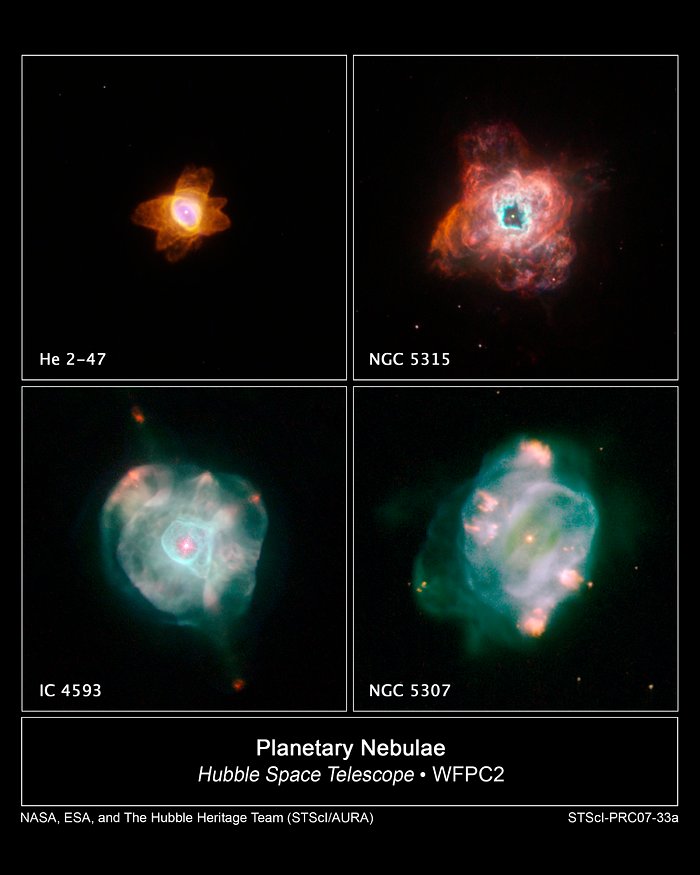 He 2-47
NGC 5315
IC 4593
NGC 5307
Planetary Nebulae
Hubble Space Telescope • WFPC2
NASA, ESA, and The Hubble Heritage Team (STScI/AURA)
STScI-PRC07-33a